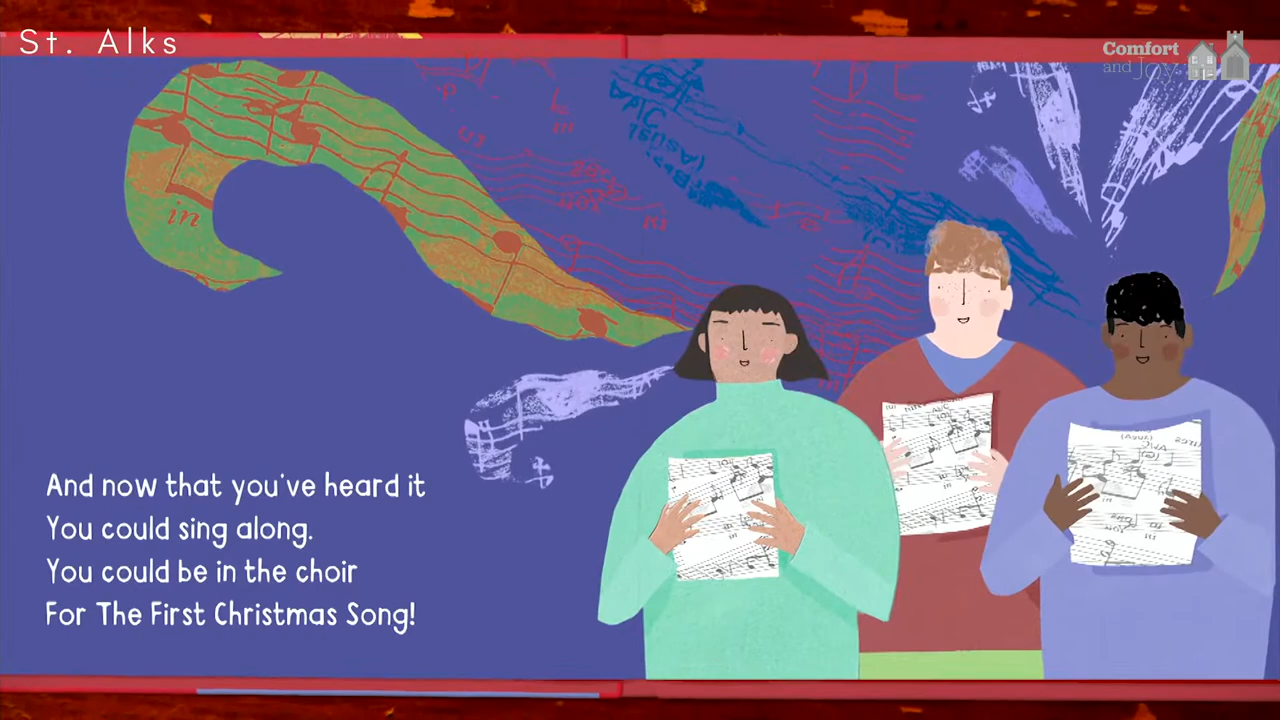 St. Alks
Comfort
and Joy
in
And now that you've heard it
You could sing along.
You could be in the choir
For The First Christmas Song!